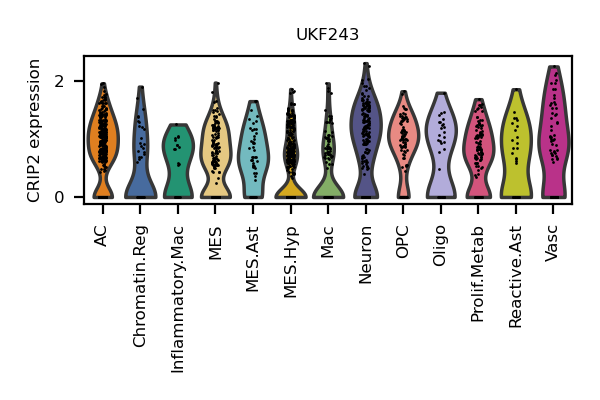 UKF243
CRIP2 expression
2
0
AC
Chromatin.Reg
Inflammatory.Mac
MES
MES.Ast
MES.Hyp
Mac
Neuron
OPC
Oligo
Prolif.Metab
Reactive.Ast
Vasc